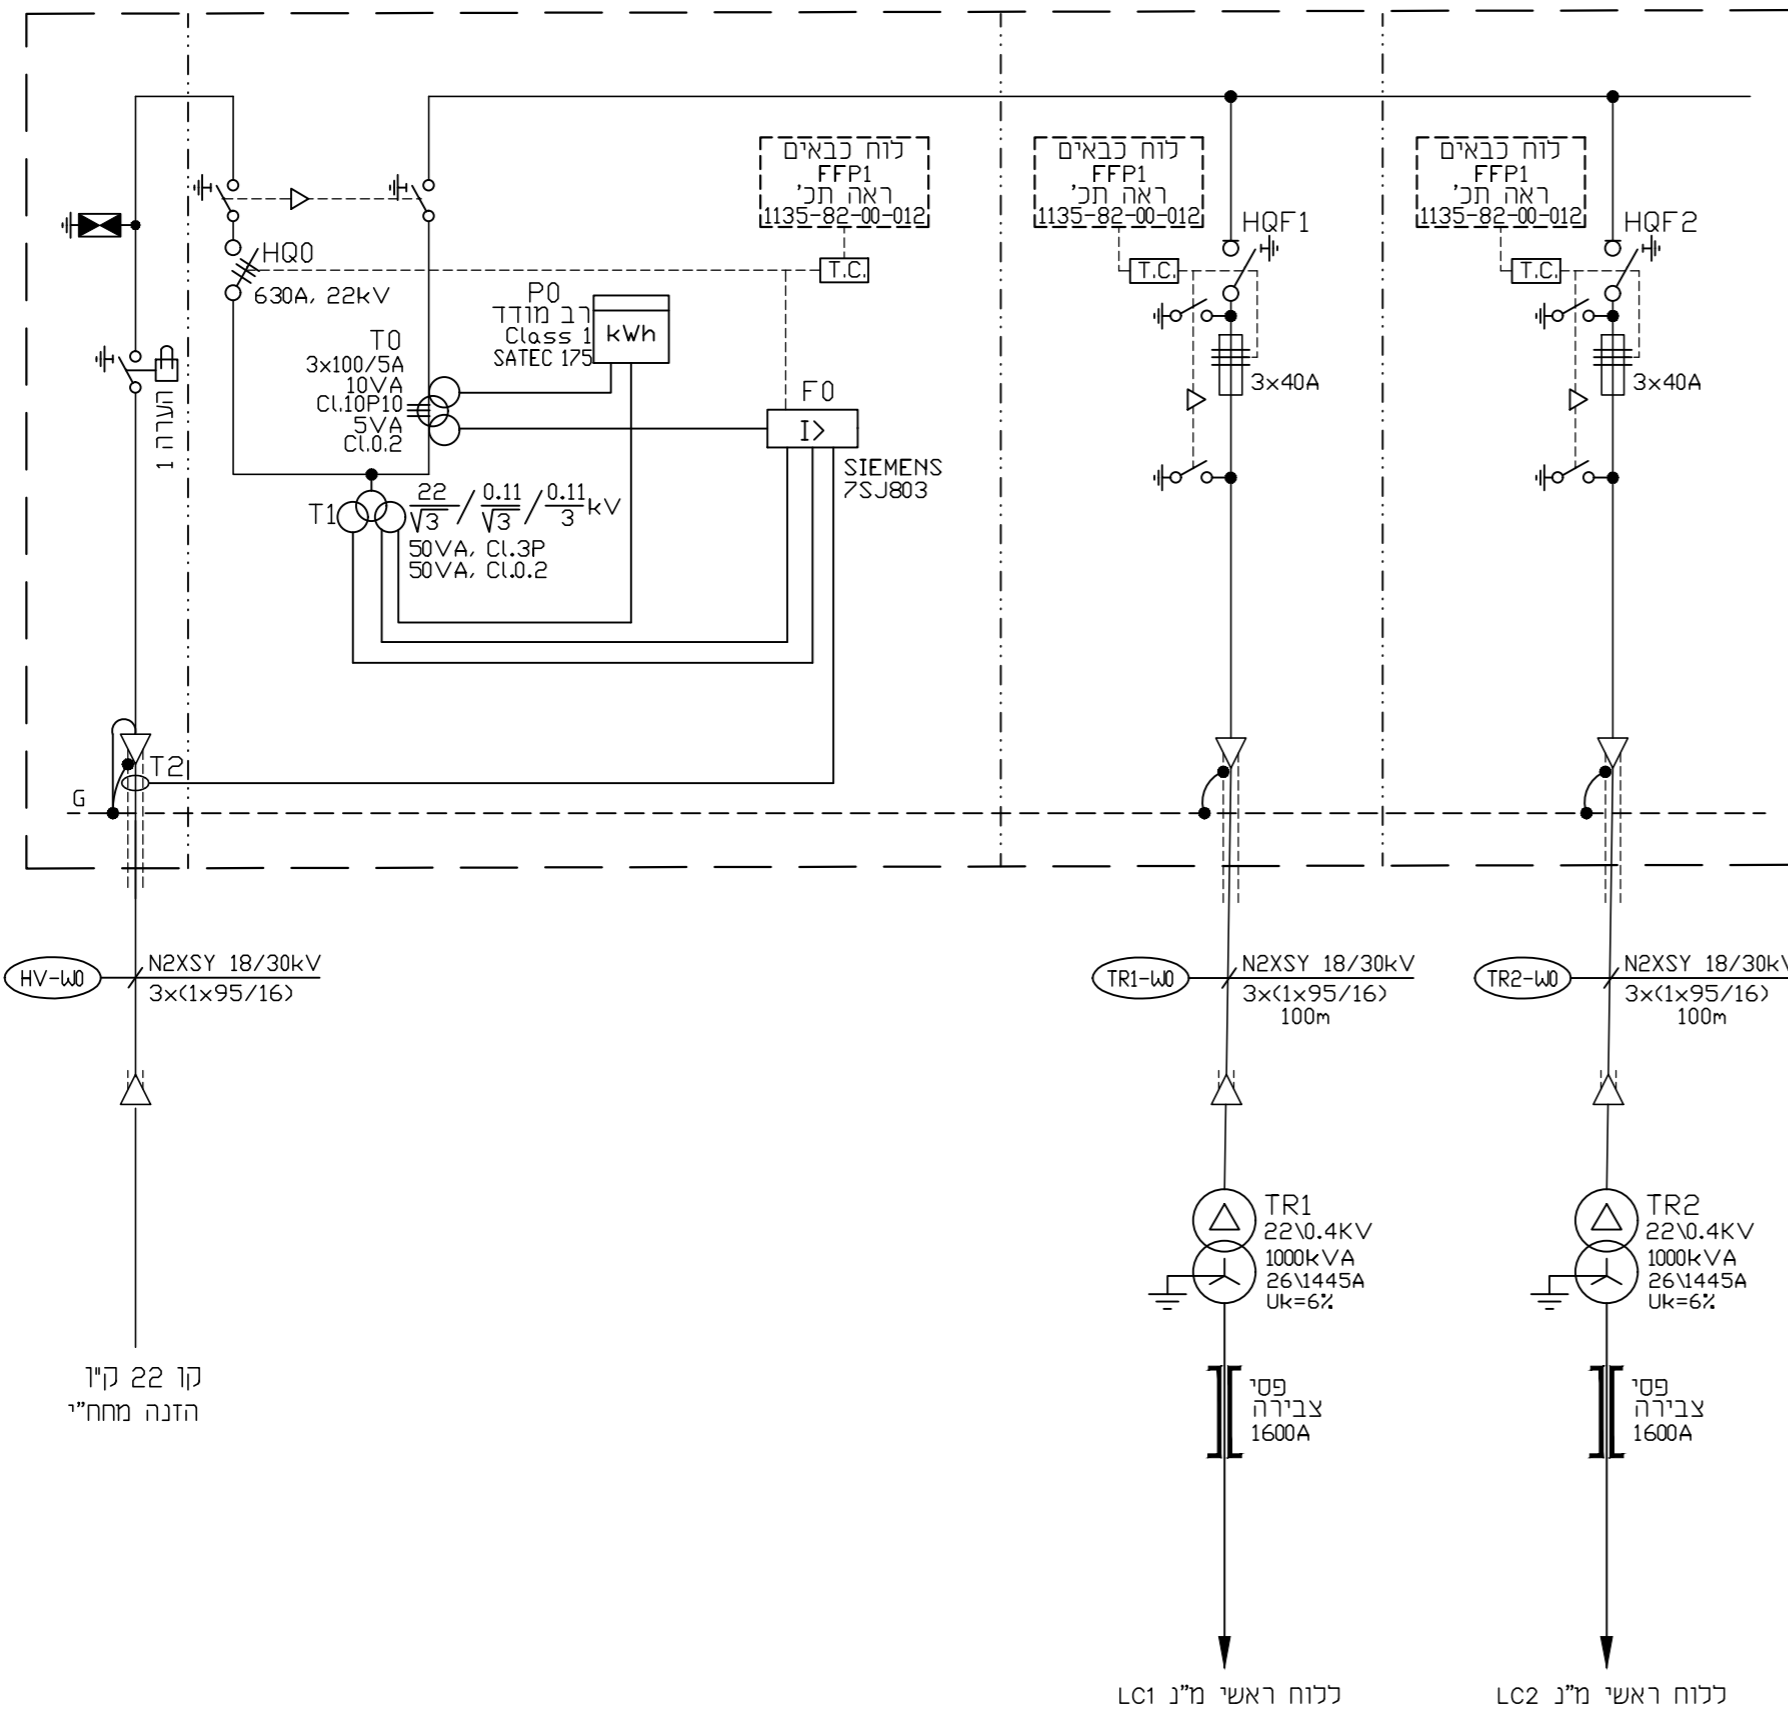 לוח כבאים
FFP1
ראה תכ'
1135-82-00-012
לוח כבאים
FFP1
ראה תכ'
1135-82-00-012
לוח כבאים
FFP1
ראה תכ'
1135-82-00-012
HQ0
630A, 22kV
T.C.
HQF1
T.C.
3x40A
HQF2
T.C.
3x40A
הערה 1
P0
רב מודד
Class 1
SATEC 175
kWh
T0
3x100/5A
10VA
Cl.10P10
5VA
Cl.0.2
F0
I>
SIEMENS
7SJ803
T1
22/√3 / 0.11/√3 / 0.11/3 kV
50VA, Cl.3P
50VA, Cl.0.2
T2
G
HV-W0
N2XSY 18/30kV
3x(1x95/16)
TR1-W0
N2XSY 18/30kV
3x(1x95/16)
100m
TR2-W0
N2XSY 18/30kV
3x(1x95/16)
100m
TR1
22\0.4KV
1000kVA
26\1445A
Uk=6%
TR2
22\0.4KV
1000kVA
26\1445A
Uk=6%
קו 22 ק"ו
הזנה מחח"י
פסי
צבירה
1600A
פסי
צבירה
1600A
ללוח ראשי מ"נ LC1
ללוח ראשי מ"נ LC2